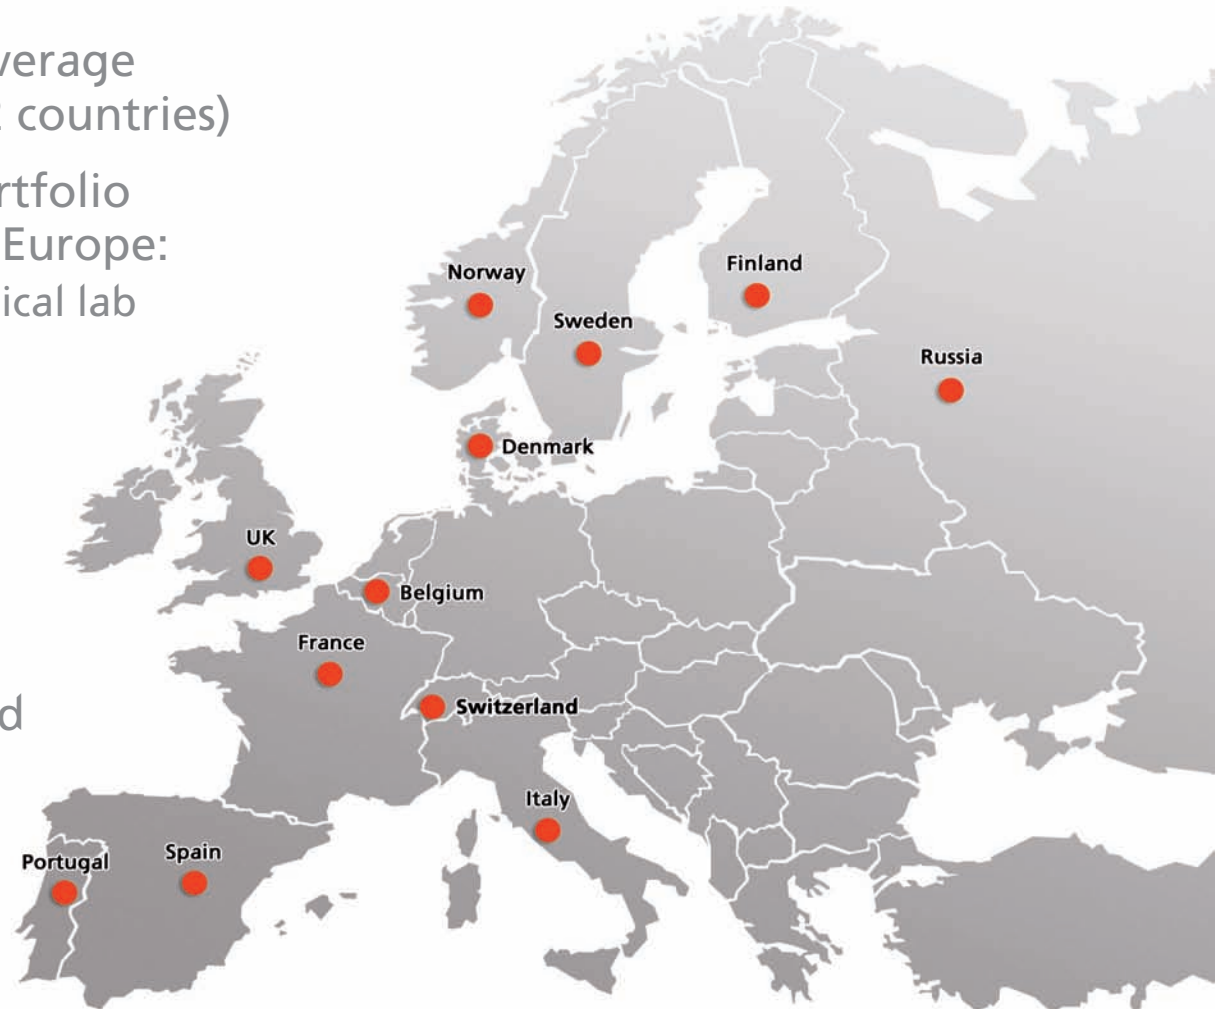 verage
countries)
rtfolio
Europe:
ical lab
Norway
Finland
Sweden
Russia
Denmark
UK
Belgium
France
d
Switzerland
Italy
Portugal
Spain